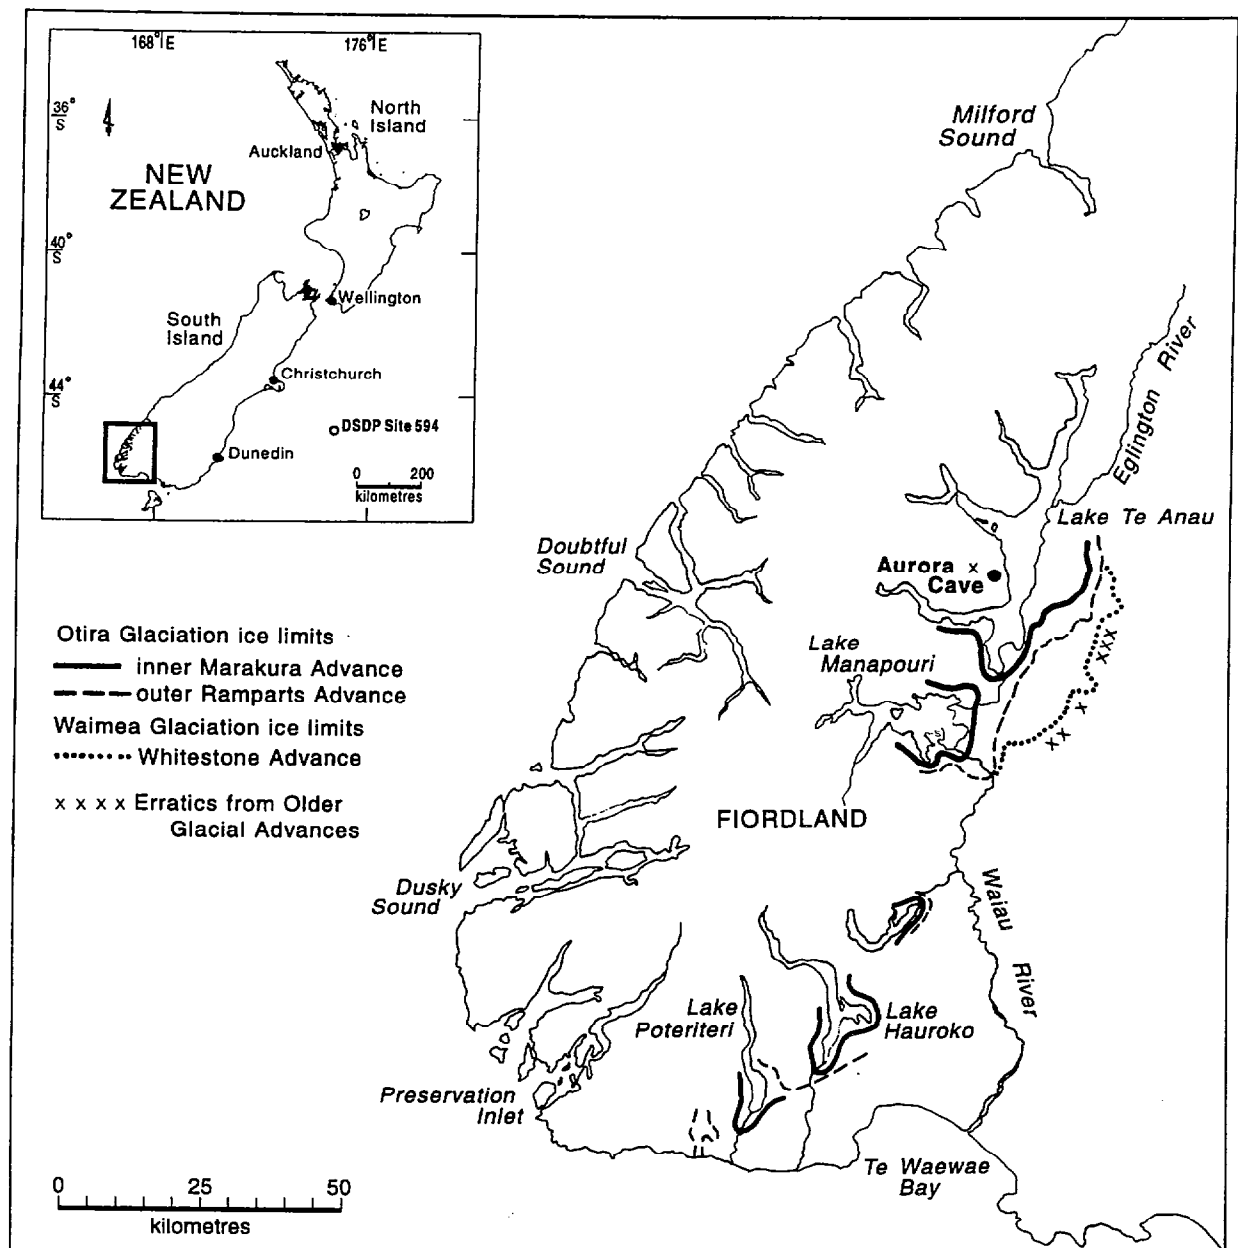 168° E
176° E
36°
S
North
Island
Auckland
NEW
ZEALAND
40°
S
Wellington
South
Island
Christchurch
44°
S
DSDP Site 594
Dunedin
0 200
kilometres
Milford
Sound
Eglington River
Lake Te Anau
Doubtful
Sound
Aurora x
Cave
Otira Glaciation ice limits
inner Marakura Advance
outer Ramparts Advance
Waimea Glaciation ice limits
Whitestone Advance
x x x x Erratics from Older
Glacial Advances
Lake
Manapouri
xxx
x
xx
FIORDLAND
Dusky
Sound
Waiau
River
Lake
Poteriteri
Lake
Hauroko
Preservation
Inlet
Te Waewae
Bay
0 25 50
kilometres